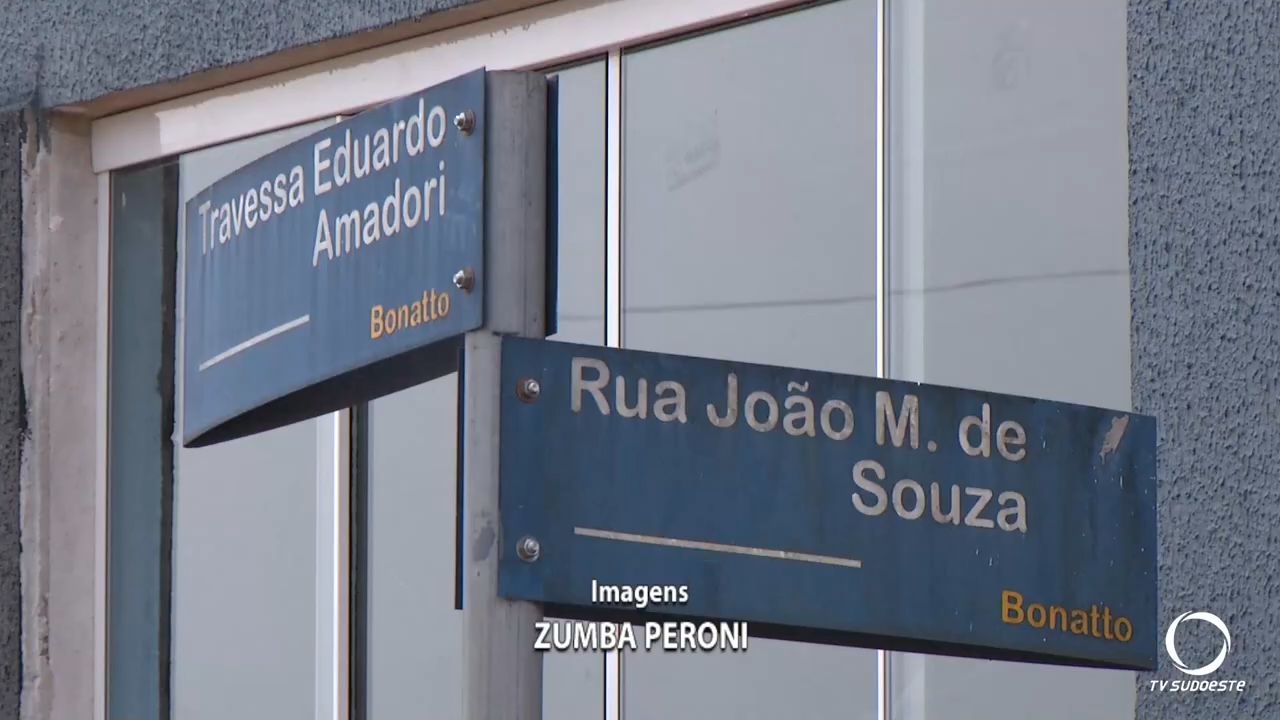 Travessa Eduardo
Amadori
Bonatto
Rua João M. de
Souza
Bonatto
Imagens
ZUMBA PERONI
TV SUDOESTE